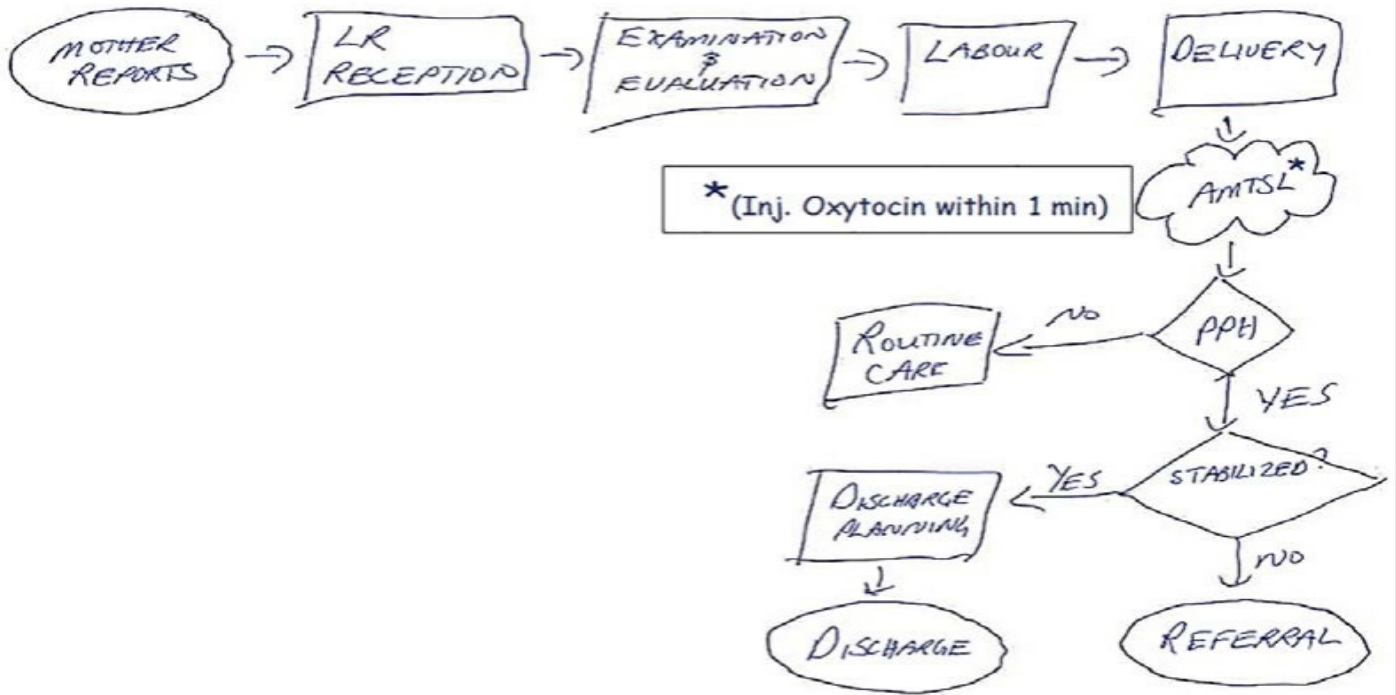 MOTHER
REPORTS
LR
RECEPTION
EXAMINATION
&
EVALUATION
LABOUR
DELIVERY
AMTSL*
*(Inj. Oxytocin within 1 min)
PPH
NO
ROUTINE
CARE
YES
STABILIZED?
YES
DISCHARGE
PLANNING
NO
DISCHARGE
REFERRAL